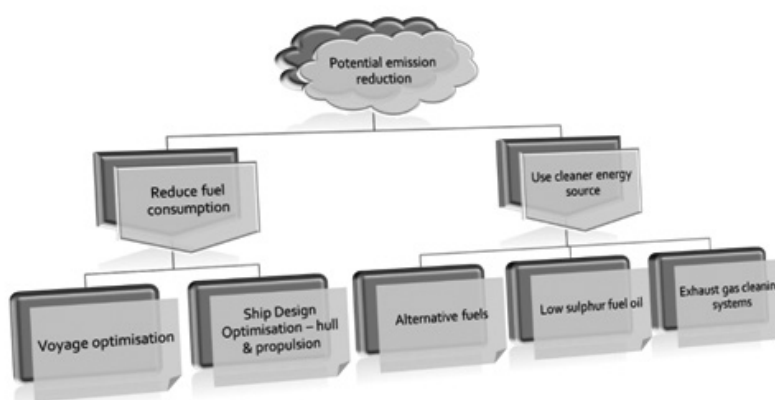 Potential emission
reduction
Reduce fuel
consumption
Use cleaner energy
source
Voyage optimisation
Ship Design
Optimisation – hull
& propulsion
Alternative fuels
Low sulphur fuel oil
Exhaust gas cleaning
systems